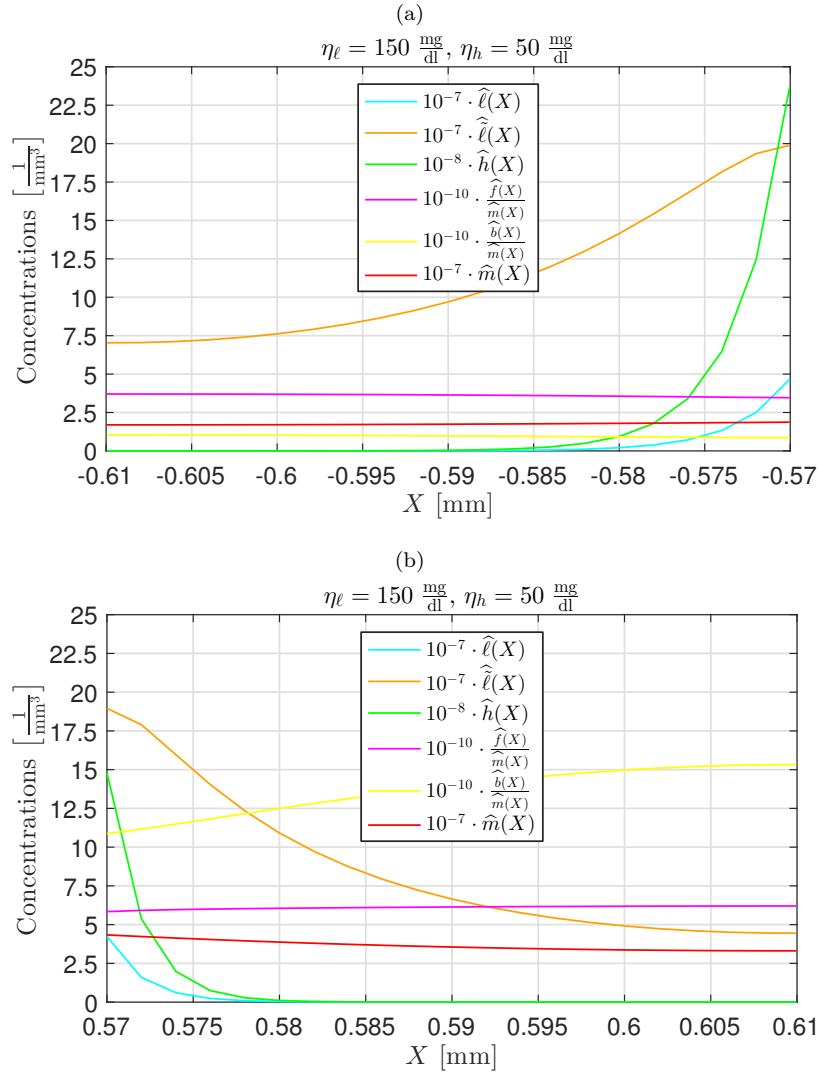 (a)
η_ℓ = 150 mg/dl, η_h = 50 mg/dl
25
22.5
20
17.5
15
12.5
10
7.5
5
2.5
0
Concentrations [1/mm³]
10⁻⁷ · ℓ̂(X)
10⁻⁷ · ℓ̃̂(X)
10⁻⁸ · ĥ(X)
10⁻¹⁰ · f̂(X)/m̂(X)
10⁻¹⁰ · b̂(X)/m̂(X)
10⁻⁷ · m̂(X)
-0.61 -0.605 -0.6 -0.595 -0.59 -0.585 -0.58 -0.575 -0.57
X [mm]
(b)
η_ℓ = 150 mg/dl, η_h = 50 mg/dl
25
22.5
20
17.5
15
12.5
10
7.5
5
2.5
0
Concentrations [1/mm³]
10⁻⁷ · ℓ̂(X)
10⁻⁷ · ℓ̃̂(X)
10⁻⁸ · ĥ(X)
10⁻¹⁰ · f̂(X)/m̂(X)
10⁻¹⁰ · b̂(X)/m̂(X)
10⁻⁷ · m̂(X)
0.57 0.575 0.58 0.585 0.59 0.595 0.6 0.605 0.61
X [mm]